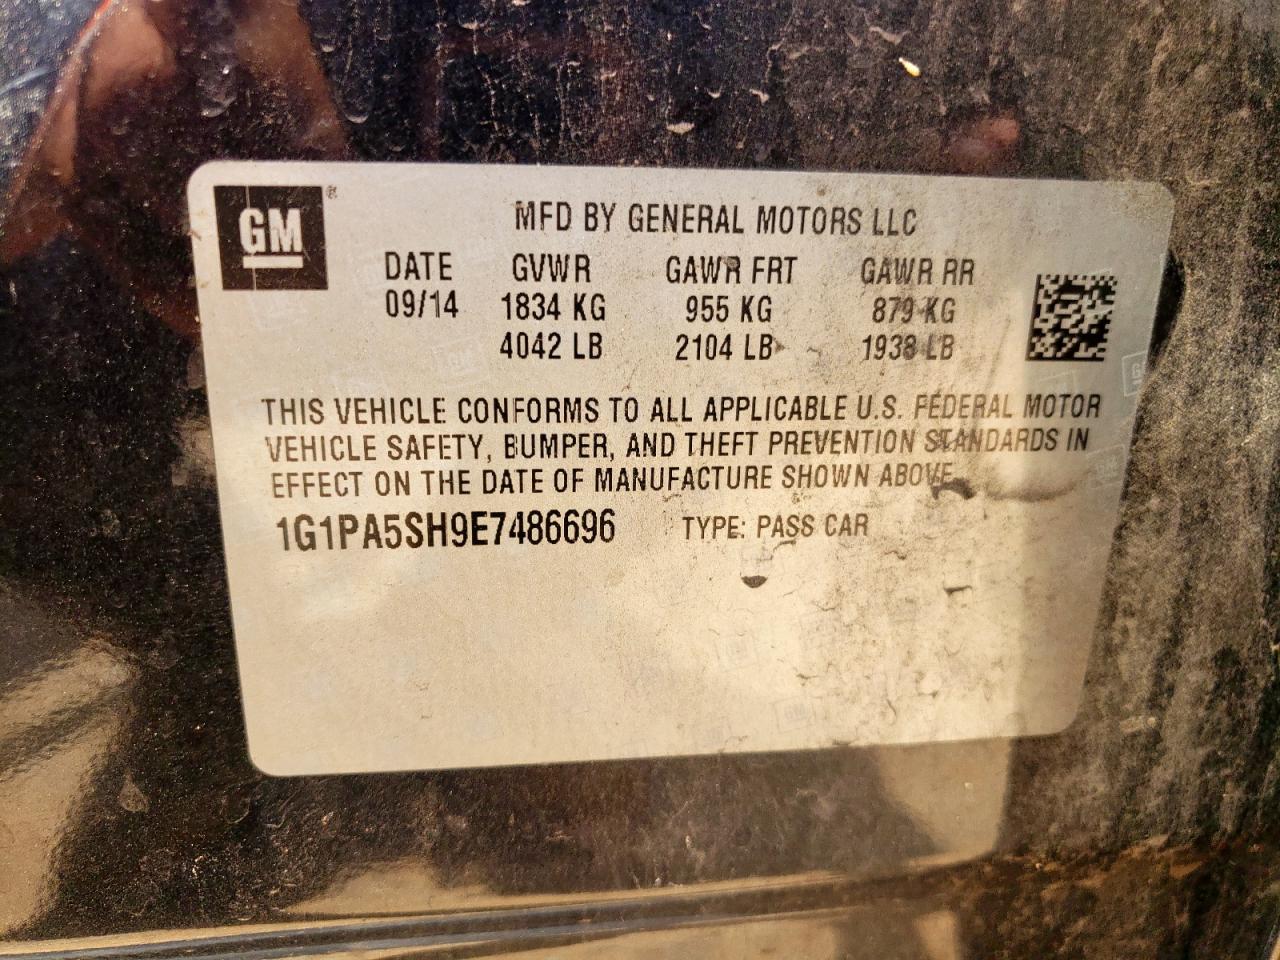 GM®
MFD BY GENERAL MOTORS LLC
DATE GVWR GAWR FRT GAWR RR
09/14 1834 KG 955 KG 879 KG
4042 LB 2104 LB 1938 LB
THIS VEHICLE CONFORMS TO ALL APPLICABLE U.S. FEDERAL MOTOR
VEHICLE SAFETY, BUMPER, AND THEFT PREVENTION STANDARDS IN
EFFECT ON THE DATE OF MANUFACTURE SHOWN ABOVE.
1G1PA5SH9E7486696 TYPE: PASS CAR